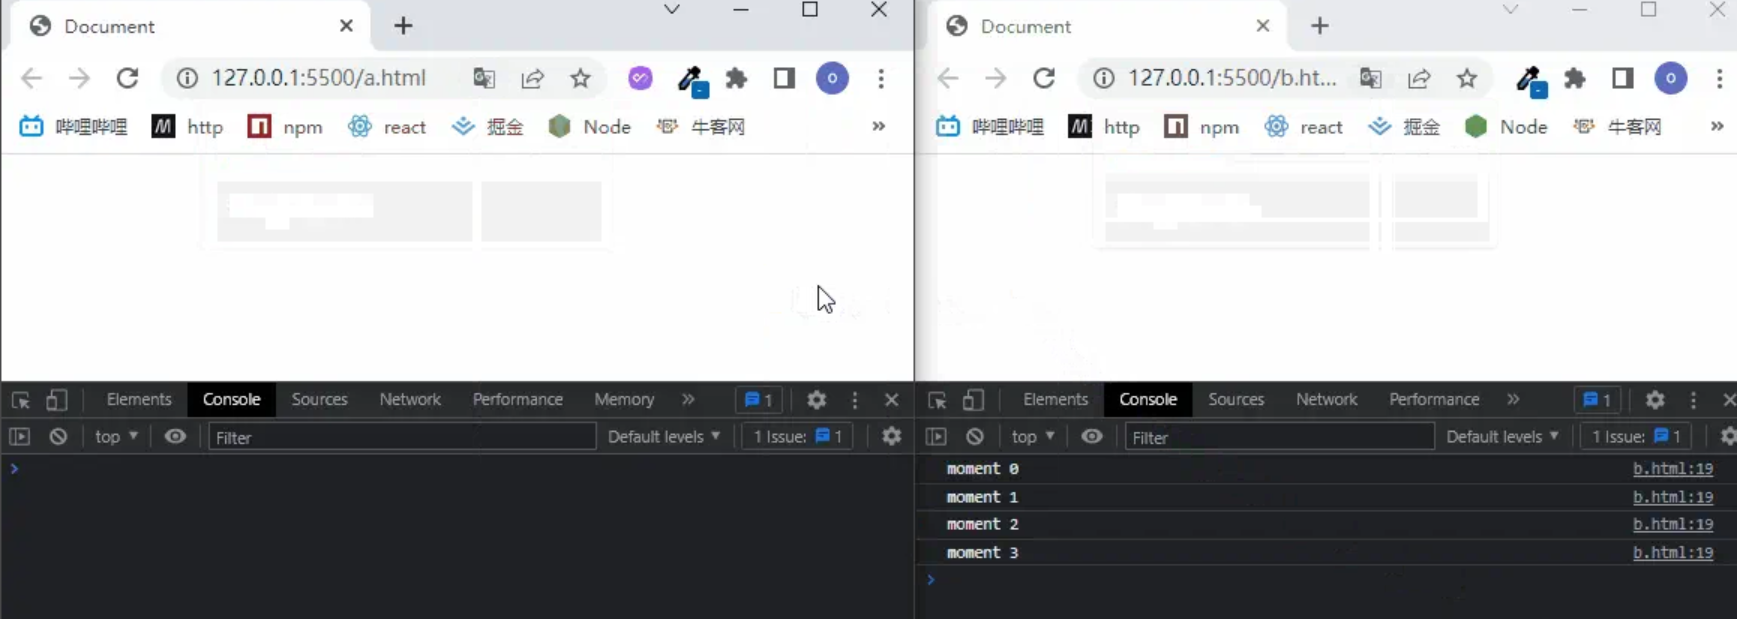 Document
127.0.0.1:5500/a.html
哔哩哔哩 http npm react 掘金 Node 牛客网
Elements Console Sources Network Performance Memory 1
top Filter Default levels 1 Issue: 1
Document
127.0.0.1:5500/b.ht...
哔哩哔哩 http npm react 掘金 Node 牛客网
Elements Console Sources Network Performance 1
top Filter Default levels 1 Issue: 1
moment 0 b.html:19
moment 1 b.html:19
moment 2 b.html:19
moment 3 b.html:19